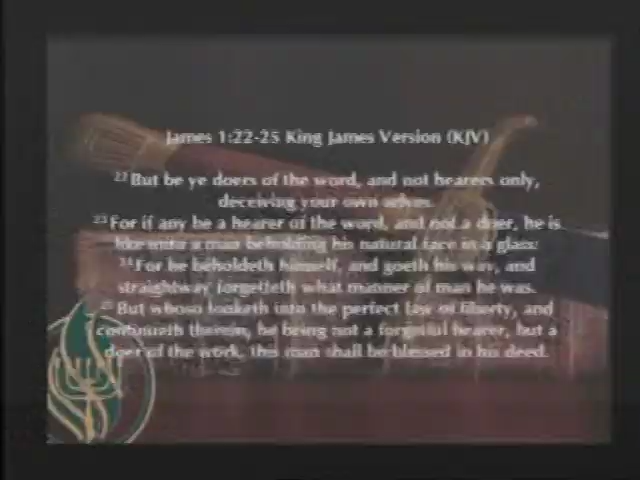 James 1:22-25 King James Version (KJV)
22 But be ye doers of the word, and not hearers only,
deceiving your own selves.
23 For if any be a hearer of the word, and not a doer, he is
like unto a man beholding his natural face in a glass:
24 For he beholdeth himself, and goeth his way, and
straightway forgetteth what manner of man he was.
25 But whoso looketh into the perfect law of liberty, and
continueth therein, he being not a forgetful hearer, but a
doer of the work, this man shall be blessed in his deed.